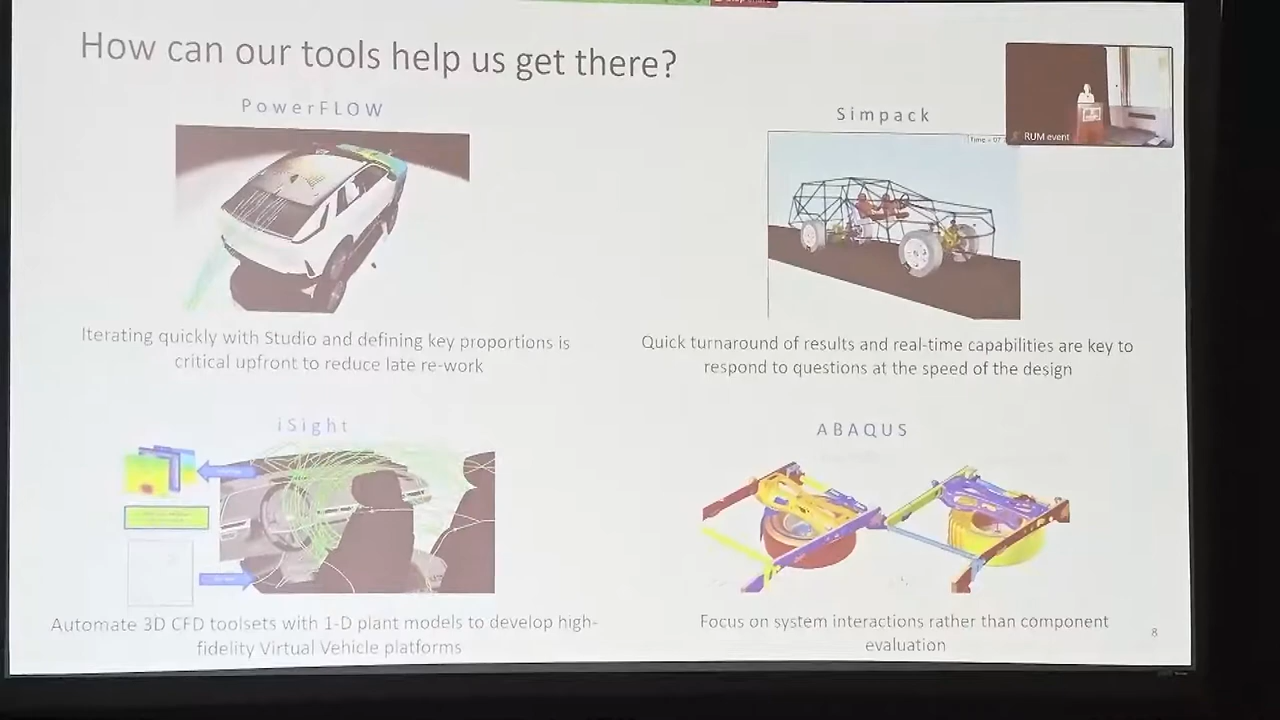 How can our tools help us get there?
PowerFLOW
Iterating quickly with Studio and defining key proportions is
critical upfront to reduce late re-work
Simpack
Time = 07
RUM event
Quick turnaround of results and real-time capabilities are key to
respond to questions at the speed of the design
iSight
Automate 3D CFD toolsets with 1-D plant models to develop high-
fidelity Virtual Vehicle platforms
ABAQUS
Focus on system interactions rather than component
evaluation
8